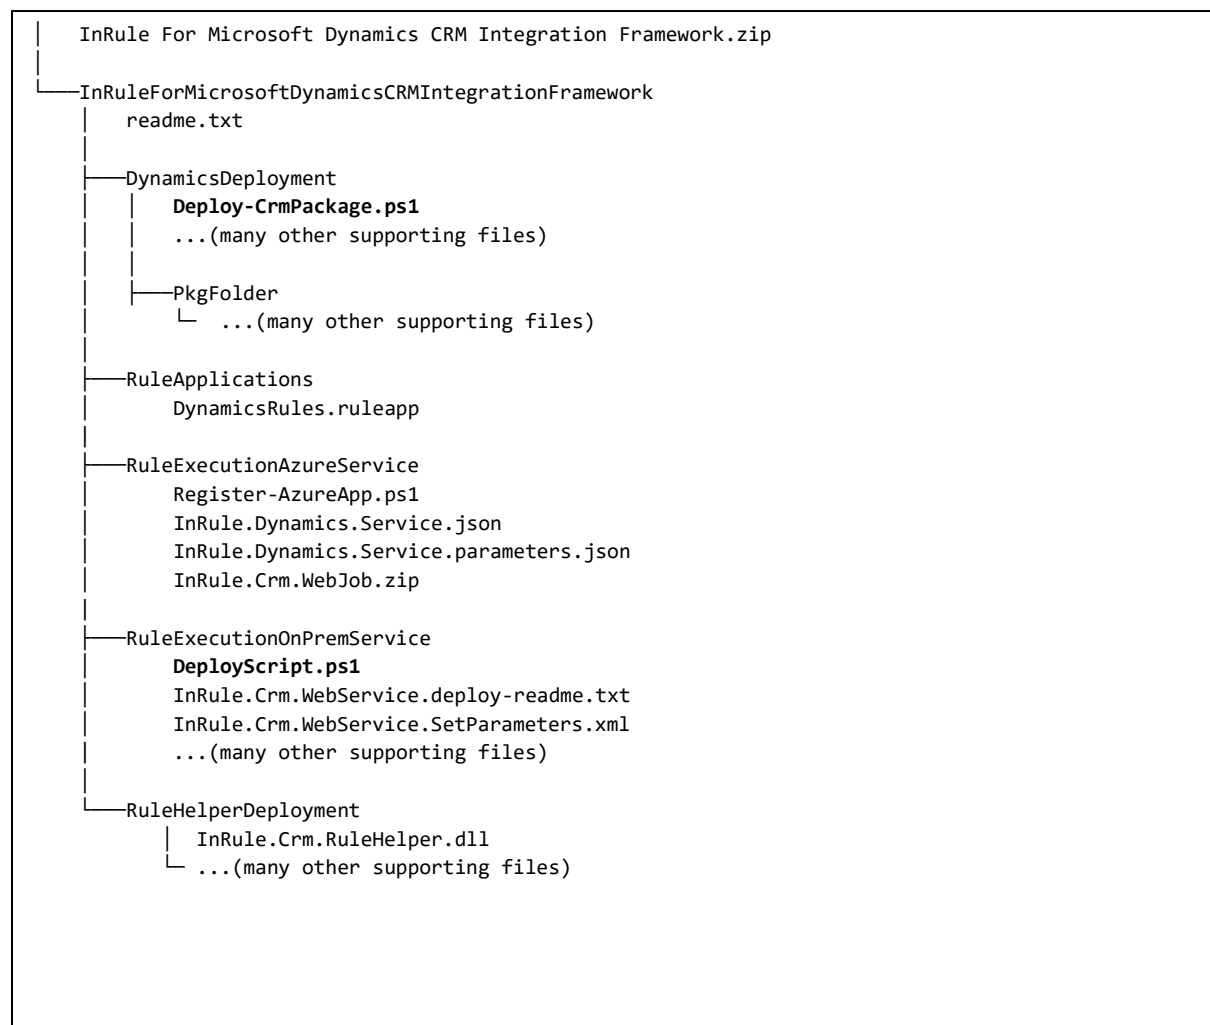 InRule For Microsoft Dynamics CRM Integration Framework.zip
InRuleForMicrosoftDynamicsCRMIntegrationFramework
readme.txt
DynamicsDeployment
Deploy-CrmPackage.ps1
...(many other supporting files)
PkgFolder
...(many other supporting files)
RuleApplications
DynamicsRules.ruleapp
RuleExecutionAzureService
Register-AzureApp.ps1
InRule.Dynamics.Service.json
InRule.Dynamics.Service.parameters.json
InRule.Crm.WebJob.zip
RuleExecutionOnPremService
DeployScript.ps1
InRule.Crm.WebService.deploy-readme.txt
InRule.Crm.WebService.SetParameters.xml
...(many other supporting files)
RuleHelperDeployment
InRule.Crm.RuleHelper.dll
...(many other supporting files)